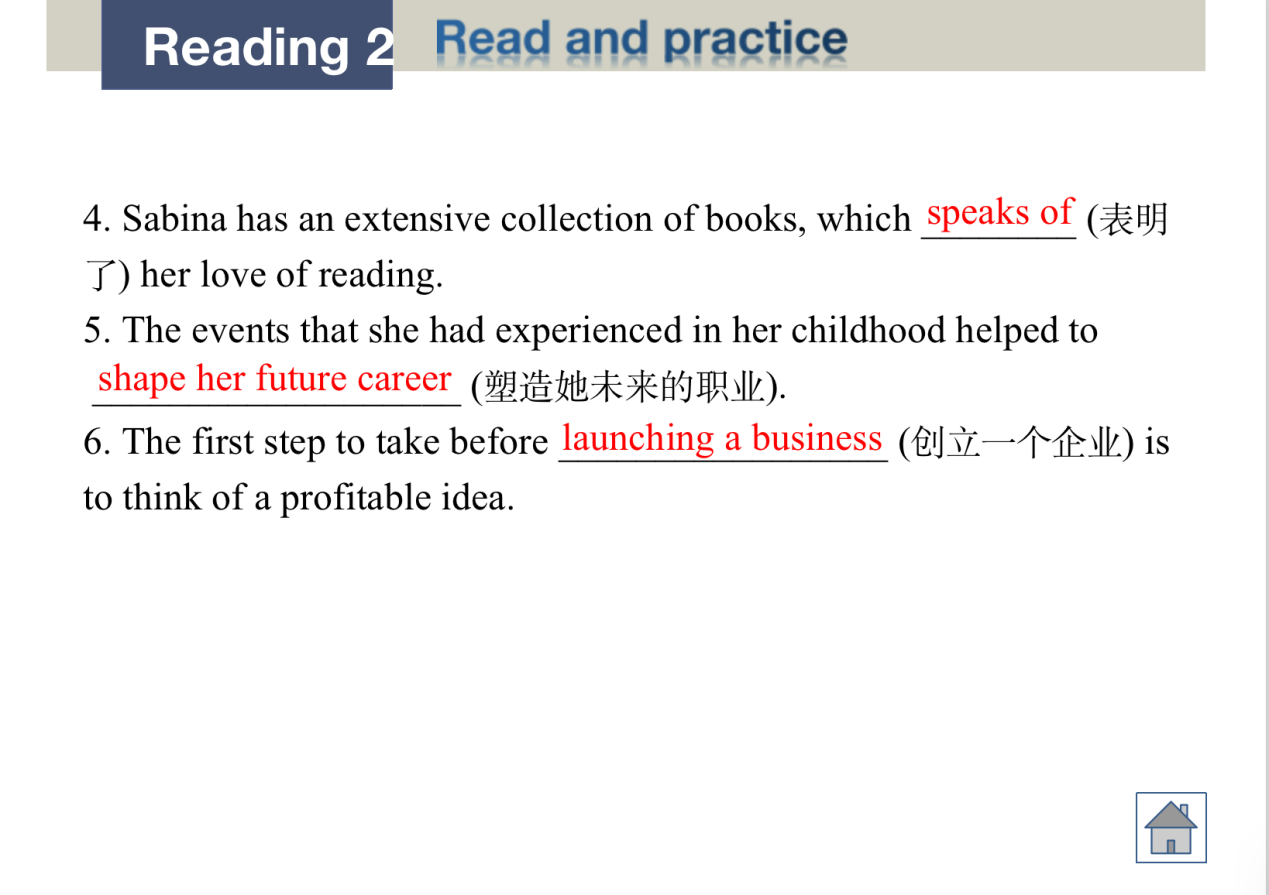 Reading 2 Read and practice
4. Sabina has an extensive collection of books, which speaks of (表明
了) her love of reading.
5. The events that she had experienced in her childhood helped to
shape her future career (塑造她未来的职业).
6. The first step to take before launching a business (创立一个企业) is
to think of a profitable idea.